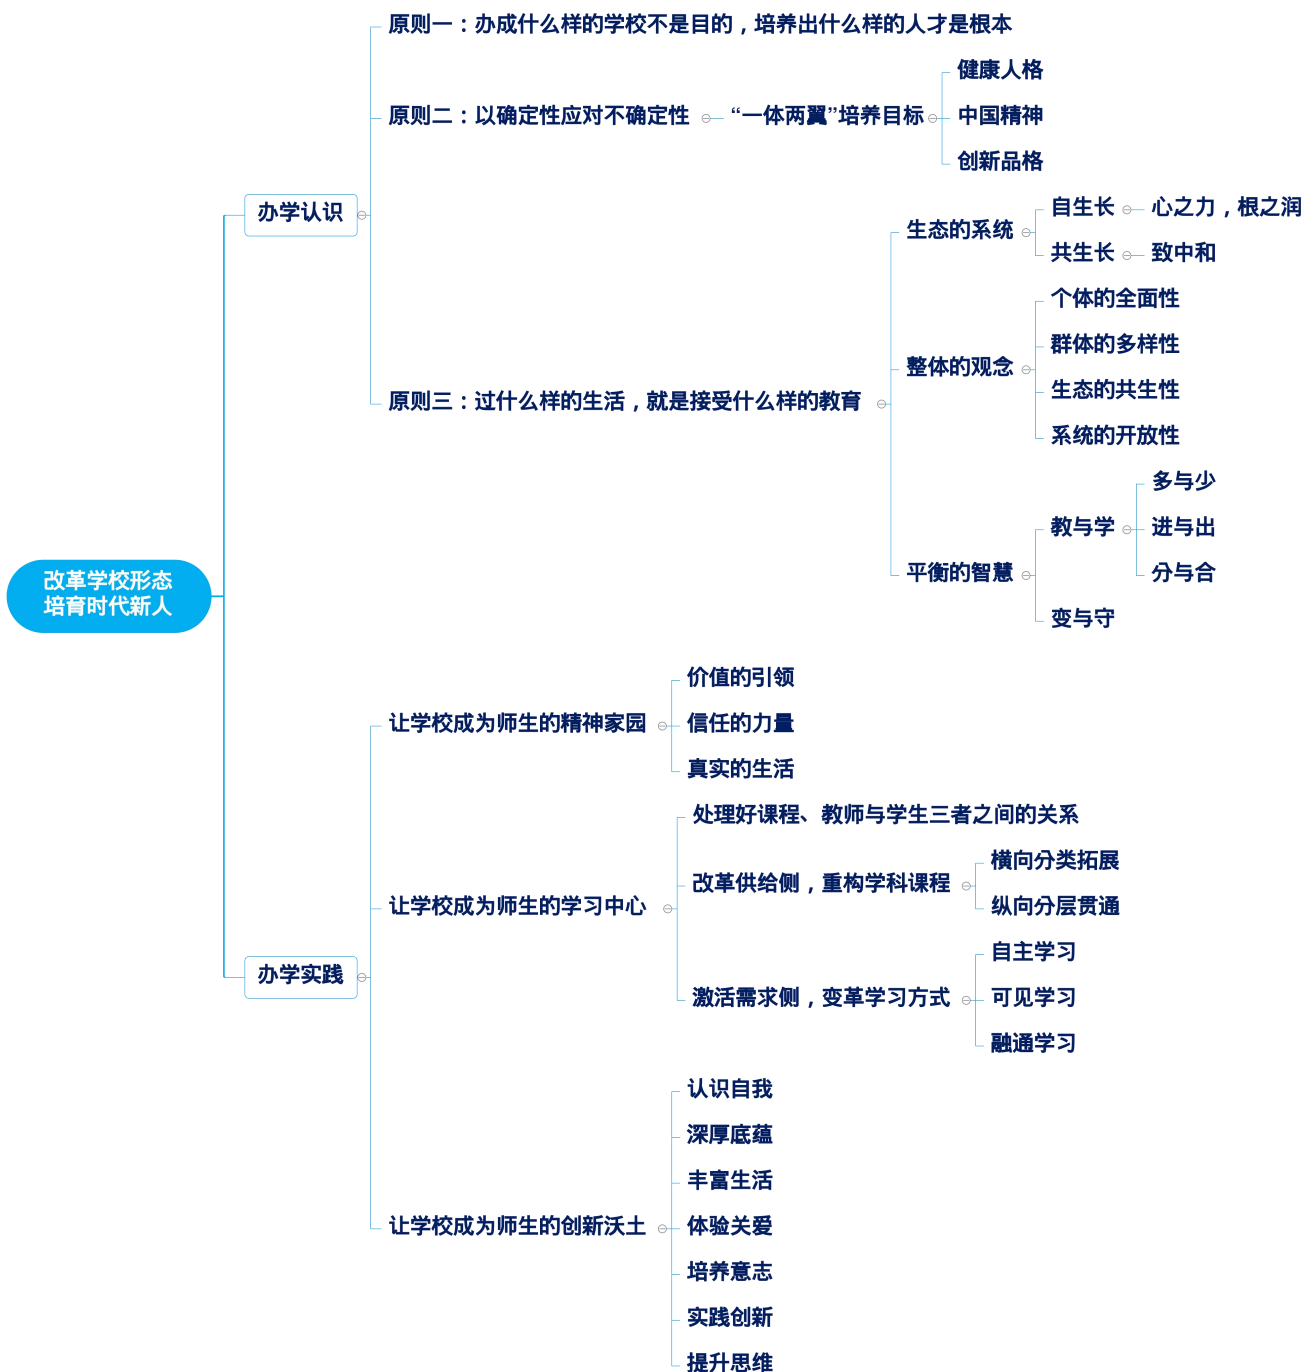 原则一：办成什么样的学校不是目的，培养出什么样的人才是根本
健康人格
原则二：以确定性应对不确定性
“一体两翼”培养目标
中国精神
创新品格
办学认识
自生长
心之力，根之润
生态的系统
共生长
致中和
个体的全面性
群体的多样性
整体的观念
生态的共生性
原则三：过什么样的生活，就是接受什么样的教育
系统的开放性
多与少
教与学
进与出
平衡的智慧
分与合
变与守
改革学校形态
培育时代新人
价值的引领
让学校成为师生的精神家园
信任的力量
真实的生活
处理好课程、教师与学生三者之间的关系
横向分类拓展
改革供给侧，重构学科课程
让学校成为师生的学习中心
纵向分层贯通
自主学习
办学实践
激活需求侧，变革学习方式
可见学习
融通学习
认识自我
深厚底蕴
丰富生活
让学校成为师生的创新沃土
体验关爱
培养意志
实践创新
提升思维